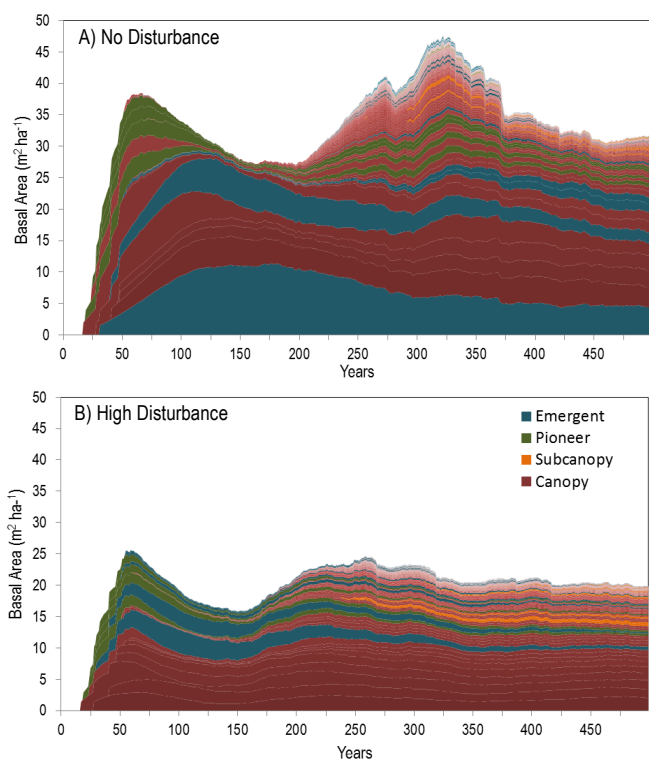 50
A) No Disturbance
45
40
35
30
25
20
15
10
5
0
Basal Area (m² ha⁻¹)
0 50 100 150 200 250 300 350 400 450
Years
50
B) High Disturbance
45
40
35
30
25
20
15
10
5
0
Basal Area (m² ha-¹)
Emergent
Pioneer
Subcanopy
Canopy
0 50 100 150 200 250 300 350 400 450
Years